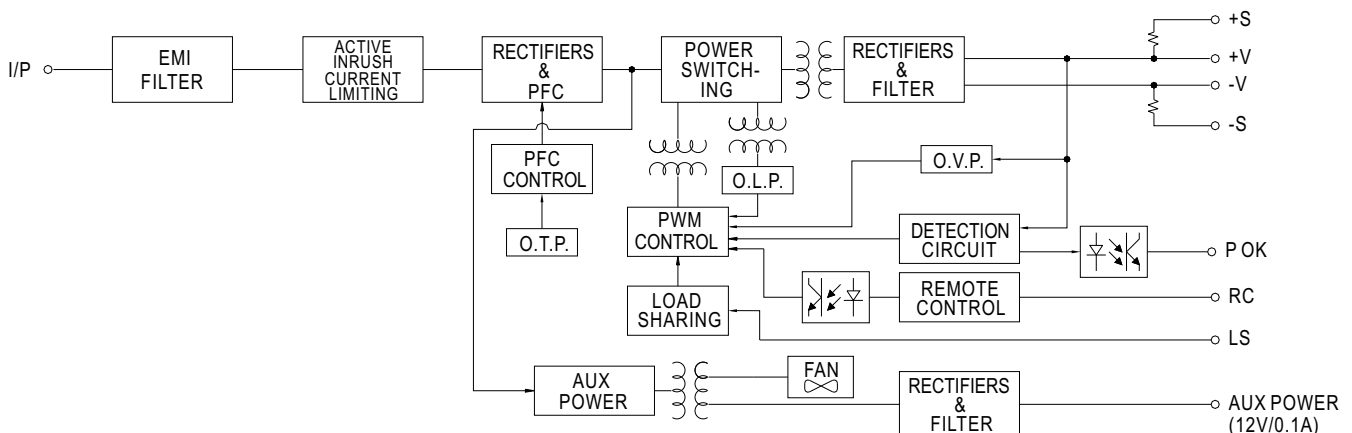 +S
I/P
EMI
FILTER
ACTIVE
INRUSH
CURRENT
LIMITING
RECTIFIERS
&
PFC
POWER
SWITCH-
ING
RECTIFIERS
&
FILTER
+V
-V
-S
PFC
CONTROL
O.T.P.
O.L.P.
O.V.P.
PWM
CONTROL
DETECTION
CIRCUIT
P OK
LOAD
SHARING
REMOTE
CONTROL
RC
LS
AUX
POWER
FAN
RECTIFIERS
&
FILTER
AUX POWER
(12V/0.1A)